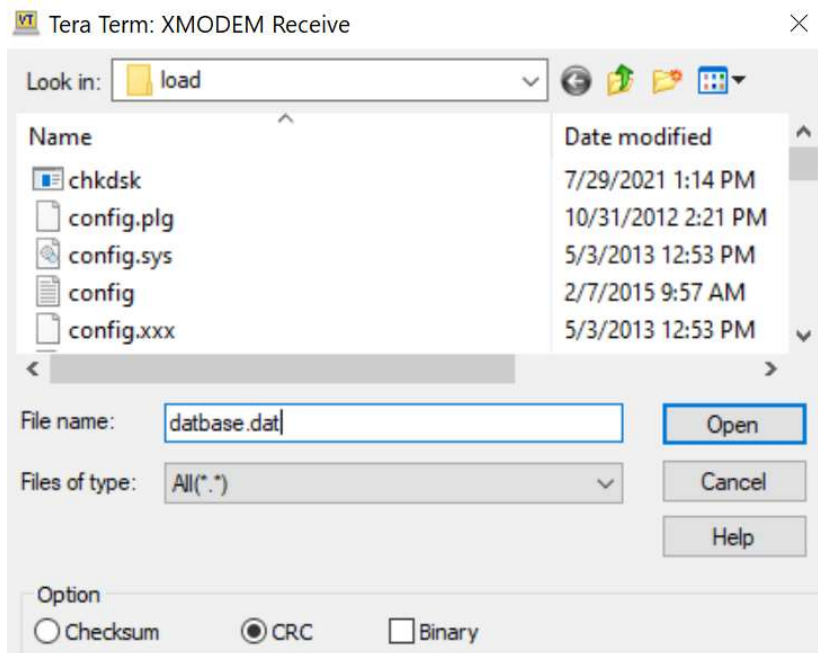 VT Tera Term: XMODEM Receive
Look in: load
Name Date modified
chkdsk 7/29/2021 1:14 PM
config.plg 10/31/2012 2:21 PM
config.sys 5/3/2013 12:53 PM
config 2/7/2015 9:57 AM
config.xxx 5/3/2013 12:53 PM
File name: datbase.dat Open
Files of type: All(*.*) Cancel
Help
Option
Checksum CRC Binary